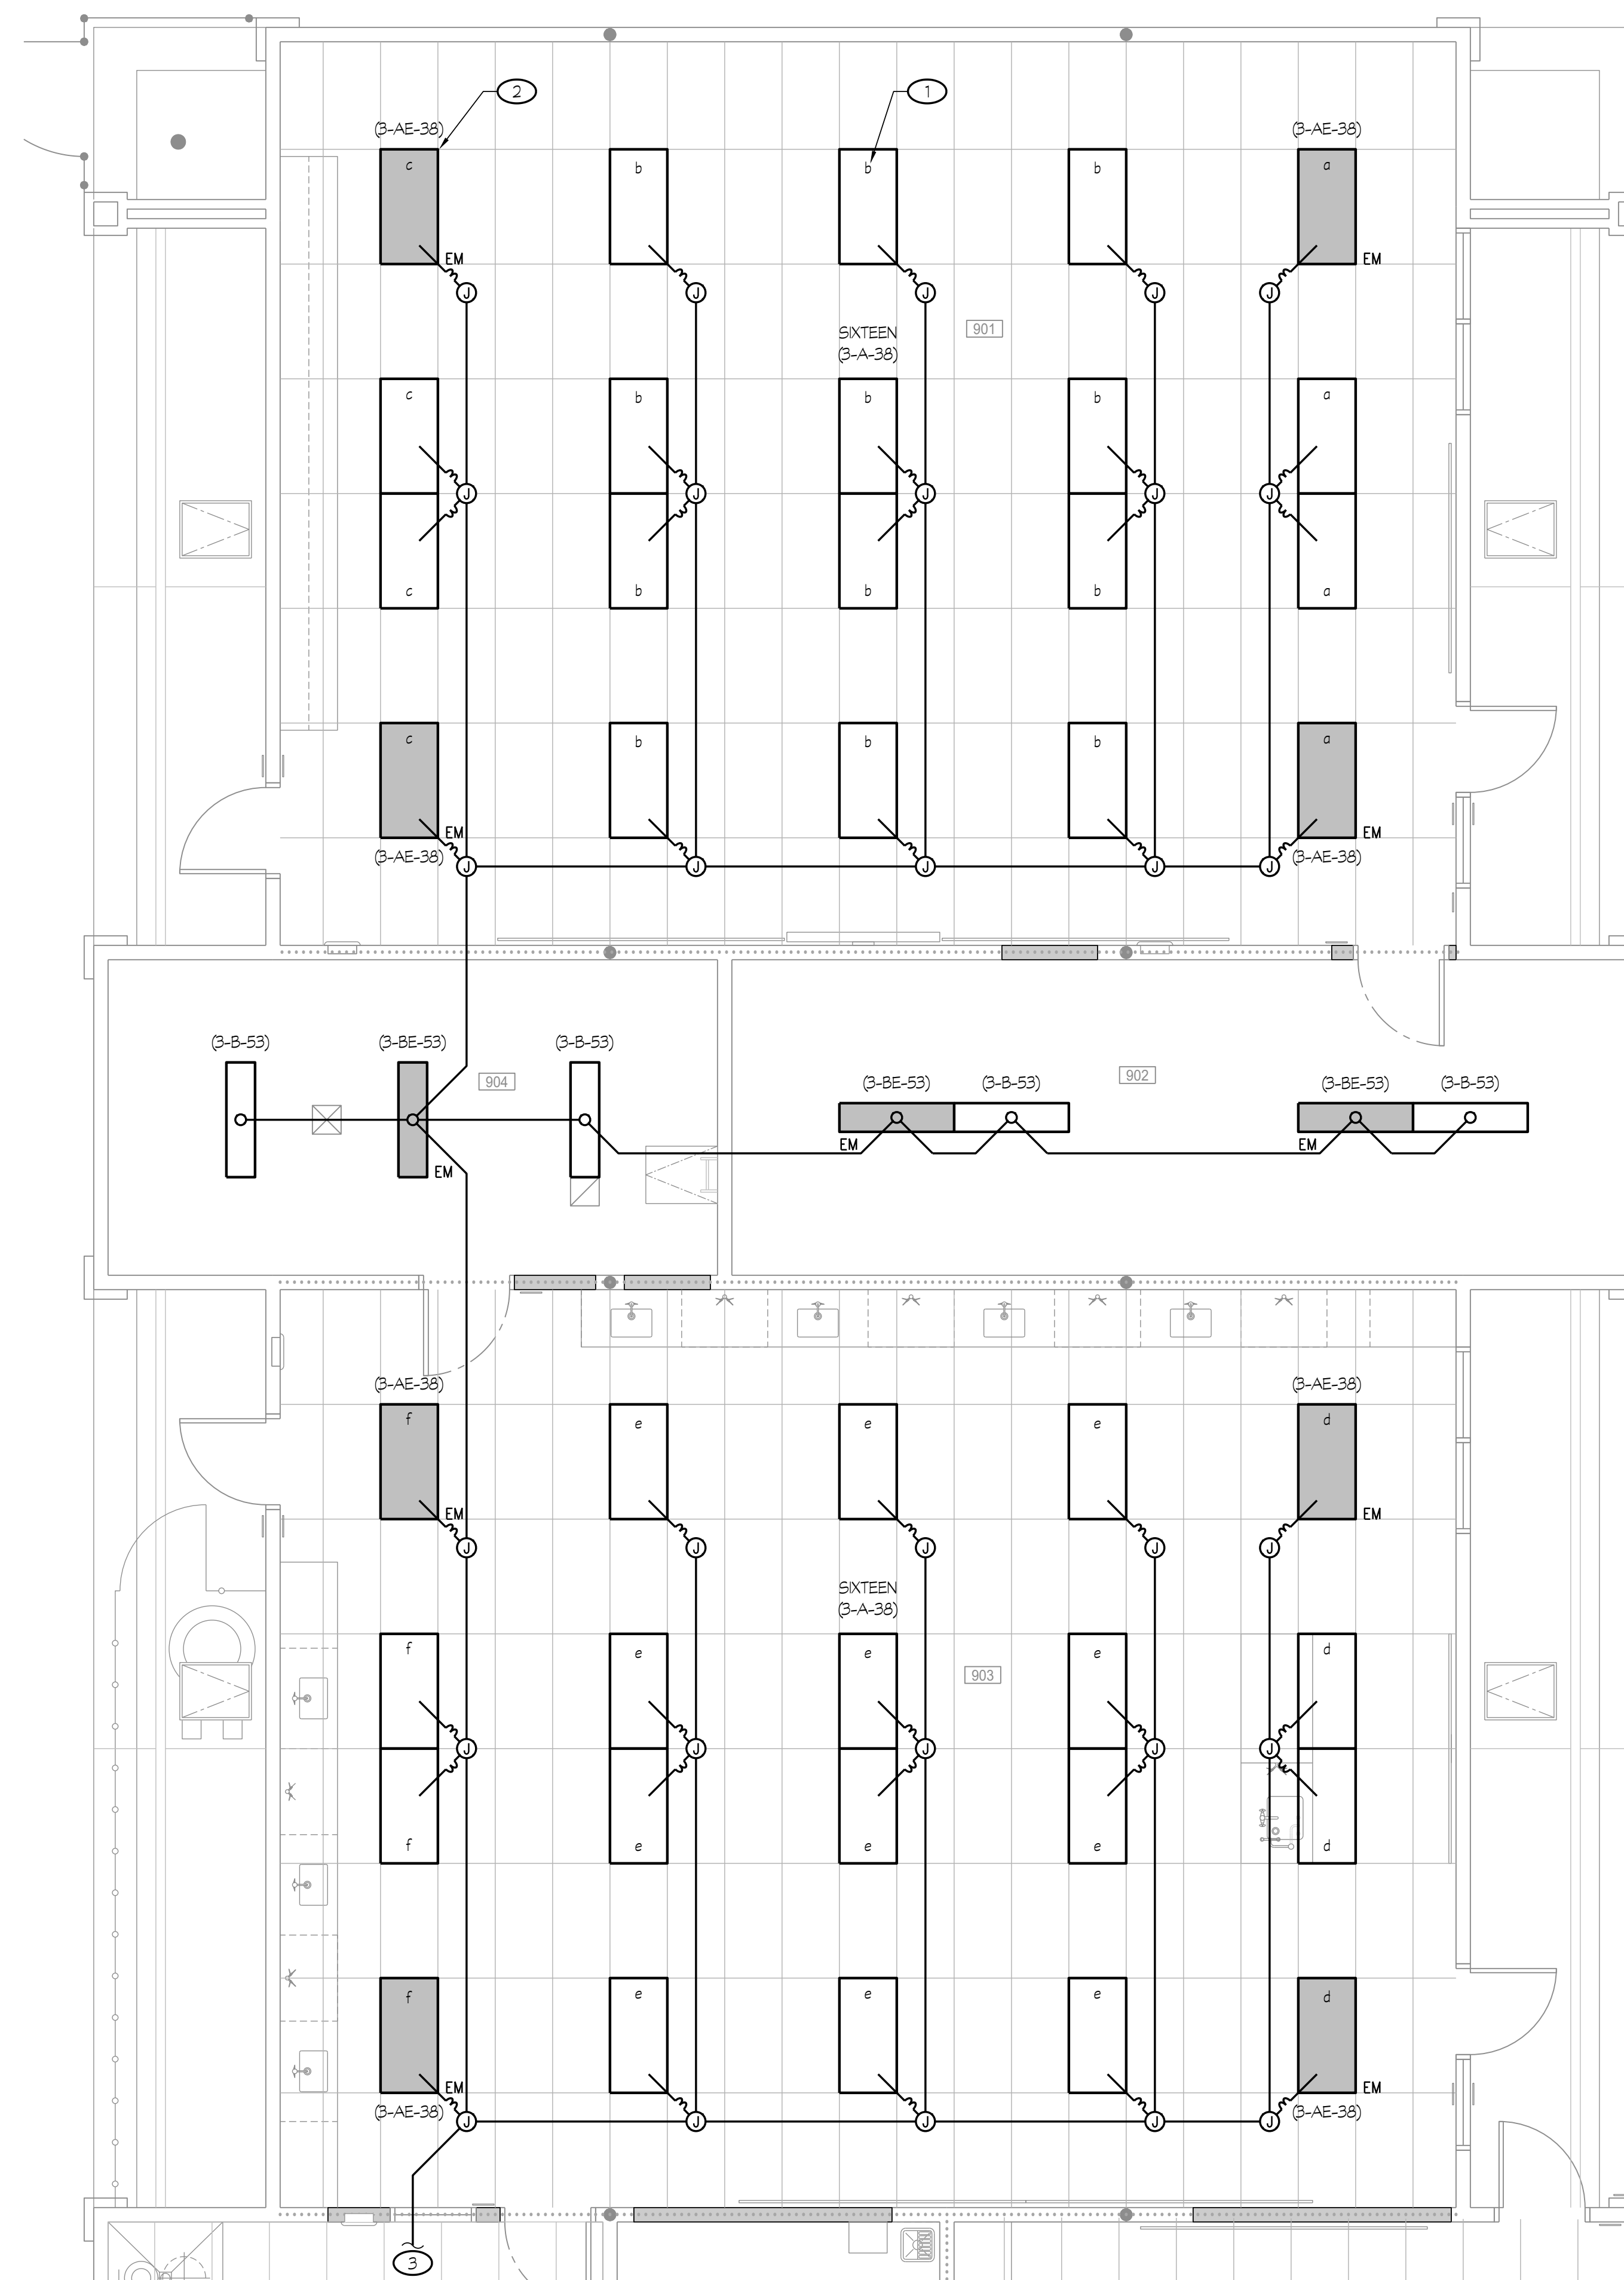 2
1
(3-AE-38)
(3-AE-38)
c
b
b
b
a
EM
EM
J
J
J
J
J
901
SIXTEEN
(3-A-38)
c
b
b
b
a
J
J
J
J
J
c
b
b
b
a
c
b
b
b
a
EM
EM
(3-AE-38)
(3-AE-38)
J
J
J
J
J
(3-B-53)
(3-BE-53)
(3-B-53)
904
902
(3-BE-53)
(3-B-53)
(3-BE-53)
(3-B-53)
EM
EM
EM
(3-AE-38)
(3-AE-38)
f
e
e
e
d
EM
EM
J
J
J
J
J
SIXTEEN
(3-A-38)
903
f
e
e
e
d
J
J
J
J
J
f
e
e
e
d
f
e
e
e
d
EM
EM
(3-AE-38)
(3-AE-38)
J
J
J
J
J
3